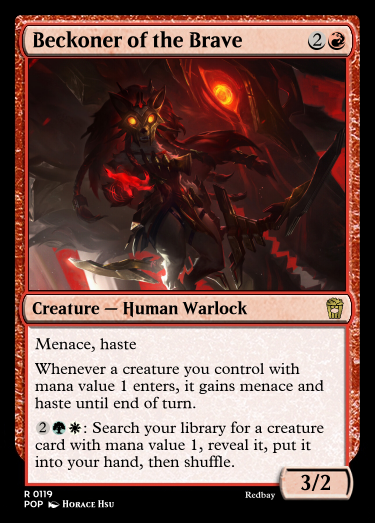 Beckoner of the Brave 2
Creature — Human Warlock
Menace, haste
Whenever a creature you control with
mana value 1 enters, it gains menace and
haste until end of turn.
2: Search your library for a creature
card with mana value 1, reveal it, put it
into your hand, then shuffle.
3/2
R 0119
POP Horace Hsu
Redbay